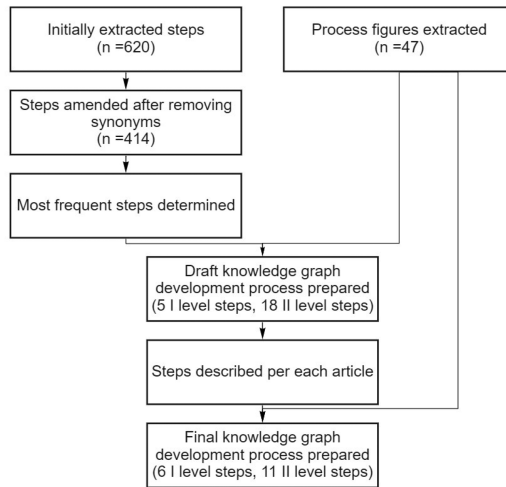 Initially extracted steps
(n =620)
Process figures extracted
(n =47)
Steps amended after removing
synonyms
(n =414)
Most frequent steps determined
Draft knowledge graph
development process prepared
(5 I level steps, 18 II level steps)
Steps described per each article
Final knowledge graph
development process prepared
(6 I level steps, 11 II level steps)